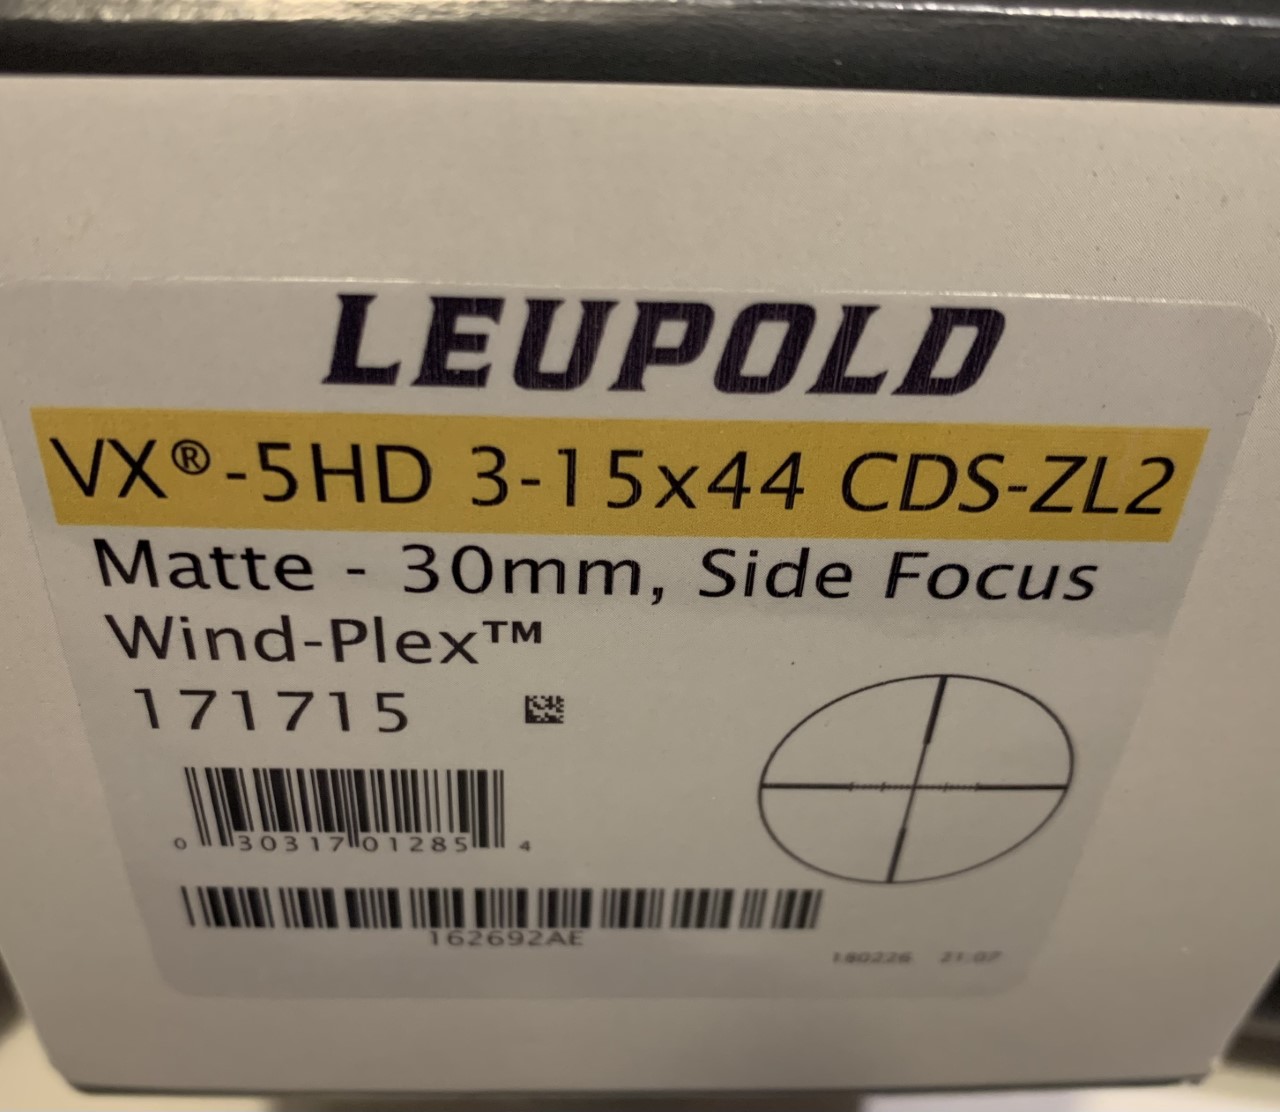 LEUPOLD
VX®-5HD 3-15x44 CDS-ZL2
Matte - 30mm, Side Focus
Wind-Plex™
171715
0 30317 01285 4
162692AE
180226 21:07